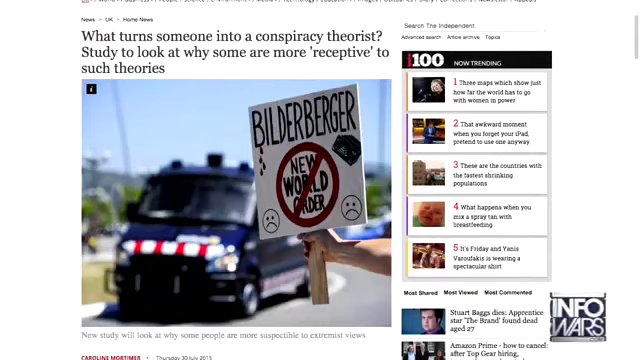 News › UK › Home News
What turns someone into a conspiracy theorist?
Study to look at why some are more 'receptive' to
such theories
BILDERBERGER
NEW
WORLD
ORDER
New study will look at why some people are more suspectible to extremist views
CAROLINE MORTIMER
Thursday 30 July 2015
Search The Independent
Advanced search Article archive Topics
i100 NOW TRENDING
1 Three maps which show just
how far the world has to
go with women in power
2 That awkward moment
when you forget your iPad,
pretend to use one anyway
3 These are the countries with
the fastest shrinking
populations
4 What happens when you
mix a spray tan with
breastfeeding
5 It's Friday and Yanis
Varoufakis is wearing a
spectacular shirt
Most Shared Most Viewed Most Commented
Stuart Baggs dies: Apprentice
star 'The Brand' found dead
aged 27
Amazon Prime - how to cancel:
after Top Gear hiring,
INFO
WARS
.COM